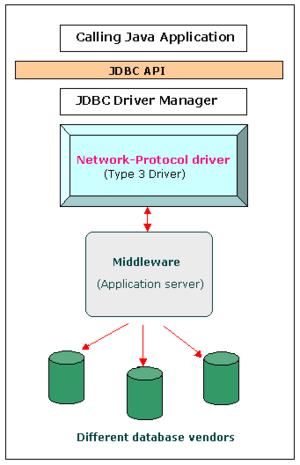 Calling Java Application
JDBC API
JDBC Driver Manager
Network-Protocol driver
(Type 3 Driver)
Middleware
(Application server)
Different database vendors